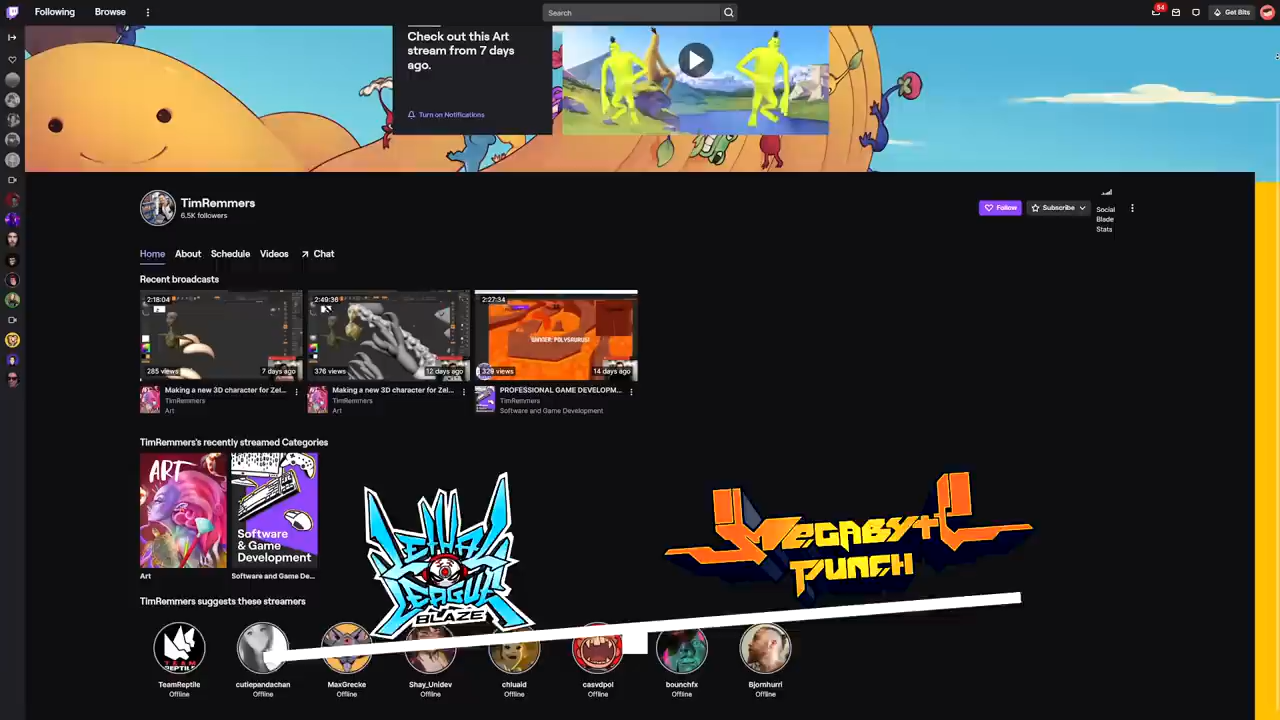 Following Browse
Search
54
Get Bits
Check out this Art
stream from 7 days
ago.
Turn on Notifications
TimRemmers
6.5K followers
Follow
Subscribe
Social
Blade
Stats
Home About Schedule Videos Chat
Recent broadcasts
2:18:04
285 views
7 days ago
Making a new 3D character for Zel...
TimRemmers
Art
2:49:36
376 views
12 days ago
Making a new 3D character for Zel...
TimRemmers
Art
2:27:34
WINNER: POLYSAURUS!
329 views
14 days ago
PROFESSIONAL GAME DEVELOPM...
TimRemmers
Software and Game Development
TimRemmers's recently streamed Categories
ART
Art
Software
& Game
Development
Software and Game De...
LETHAL
LEAGUE
BLAZE
MEGABYTE
PUNCH
TimRemmers suggests these streamers
TEAM
REPTILE
TeamReptile
Offline
cutiepandachan
Offline
MaxGrecke
Offline
Shay_Unidev
Offline
chluaid
Offline
casvdpol
Offline
bounchfx
Offline
Bjornhurri
Offline